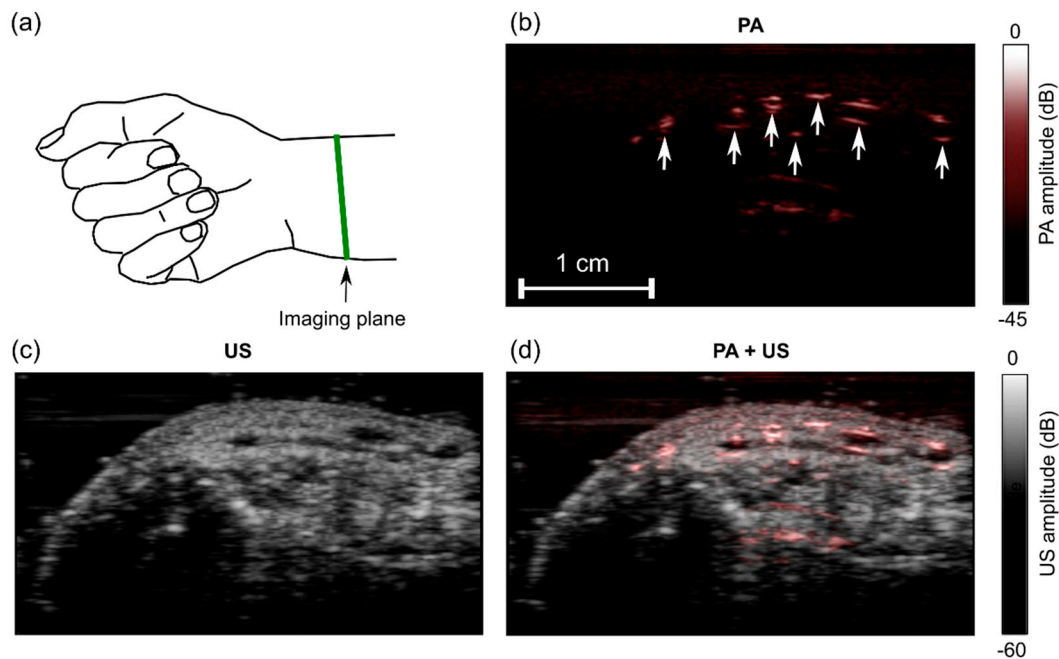 (a)
Imaging plane
(b)
PA
1 cm
0
PA amplitude (dB)
-45
(c)
US
(d)
PA + US
0
US amplitude (dB)
-60